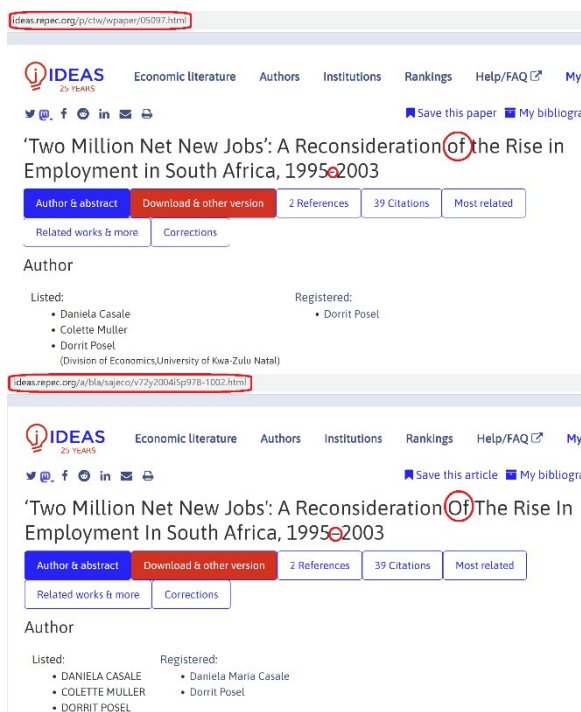 ideas.repec.org/p/ctw/wpaper/05097.html
IDEAS
25 YEARS
Economic literature Authors Institutions Rankings Help/FAQ My
Save this paper My bibliogra
‘Two Million Net New Jobs’: A Reconsideration of the Rise in
Employment in South Africa, 1995-2003
Author & abstract Download & other version 2 References 39 Citations Most related
Related works & more Corrections
Author
Listed: Registered:
• Daniela Casale • Dorrit Posel
• Colette Muller
• Dorrit Posel
(Division of Economics,University of Kwa-Zulu Natal)
ideas.repec.org/a/bla/sajeco/v72y2004i5p978-1002.html
IDEAS
25 YEARS
Economic literature Authors Institutions Rankings Help/FAQ My
Save this article My bibliogra
‘Two Million Net New Jobs': A Reconsideration Of The Rise In
Employment In South Africa, 1995–2003
Author & abstract Download & other version 2 References 39 Citations Most related
Related works & more Corrections
Author
Listed: Registered:
• DANIELA CASALE • Daniela Maria Casale
• COLETTE MULLER • Dorrit Posel
• DORRIT POSEL